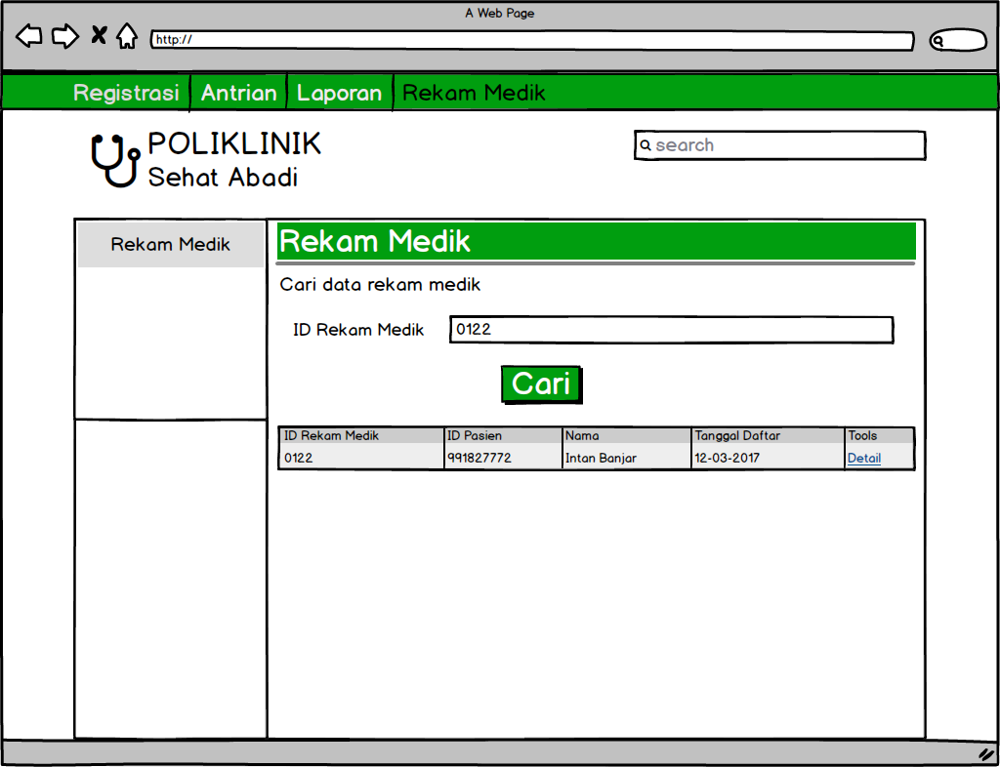 A Web Page
http://
Registrasi Antrian Laporan Rekam Medik
POLIKLINIK
Sehat Abadi
search
Rekam Medik
Rekam Medik
Cari data rekam medik
ID Rekam Medik 0122
Cari
ID Rekam Medik ID Pasien Nama Tanggal Daftar Tools
0122 991827772 Intan Banjar 12-03-2017 Detail